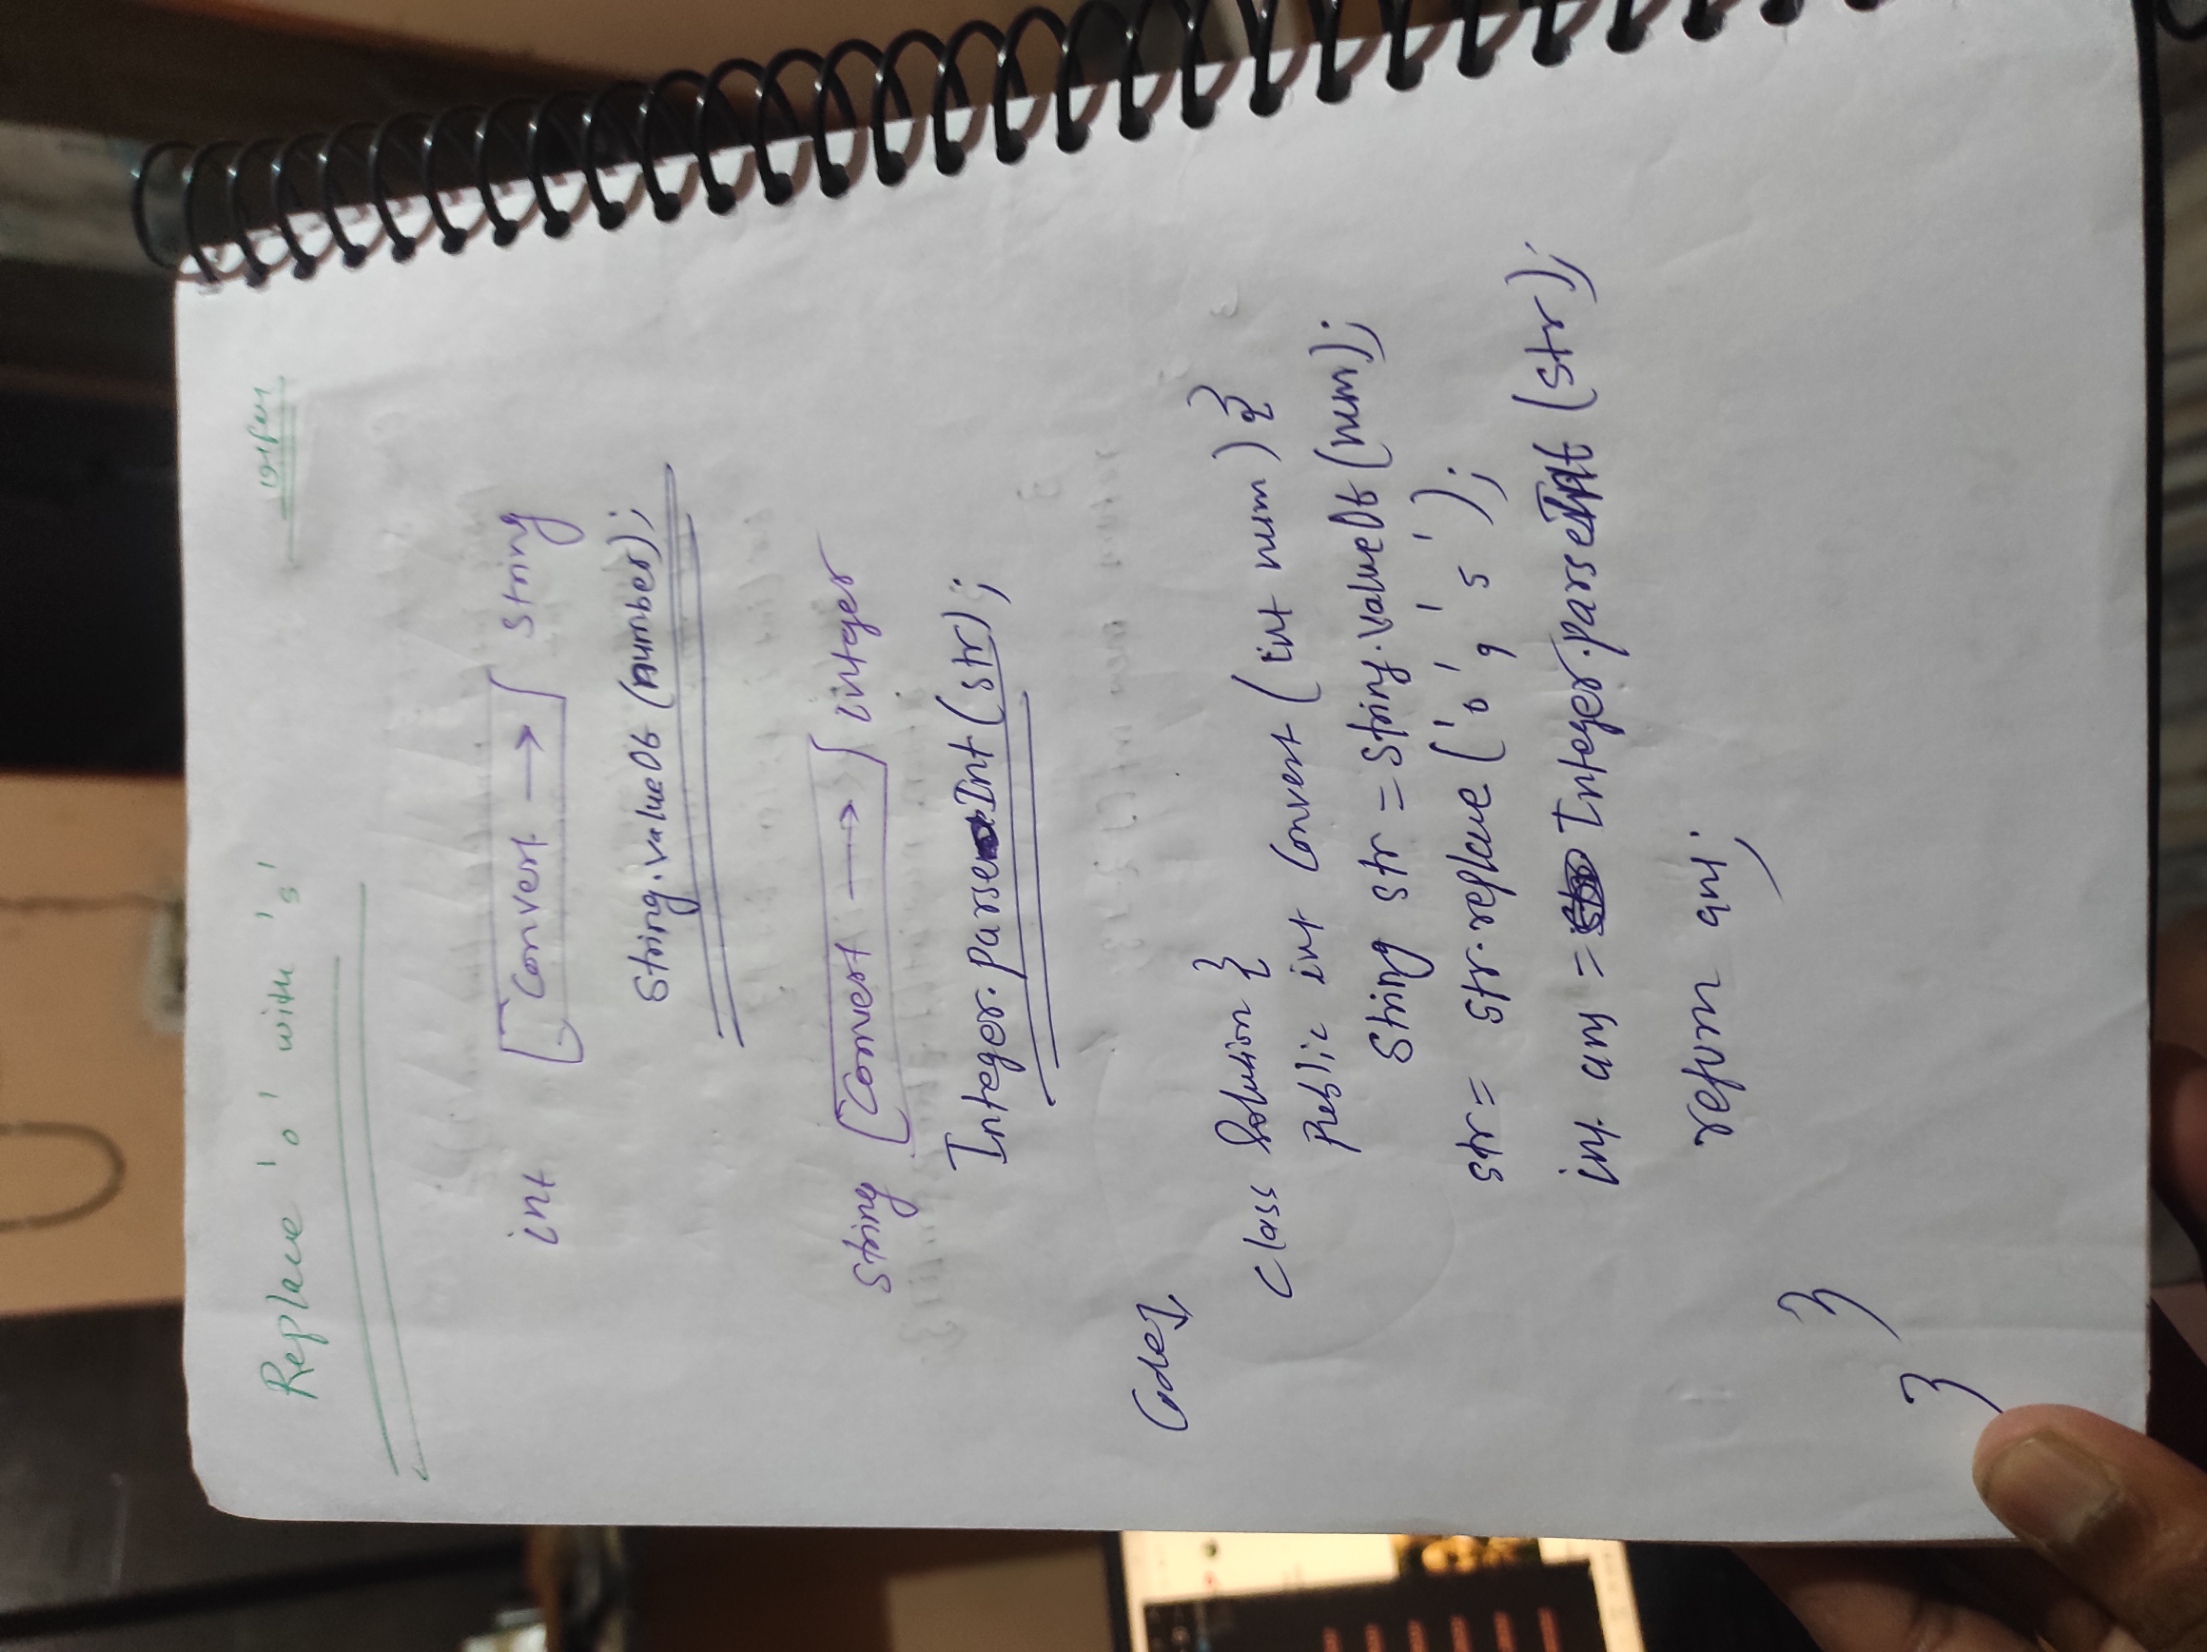 Replace '0' with '5'
int [Convert →] string
String.valueOf (number);
String [Convert →] integer
Integer.parseInt (str);
Code],
class Solution {
public int Convert (int num) {
String str = String.valueOf (num);
str = str.replace ('0', '5');
int ans = Integer.parseInt (str);
return ans;
}
}